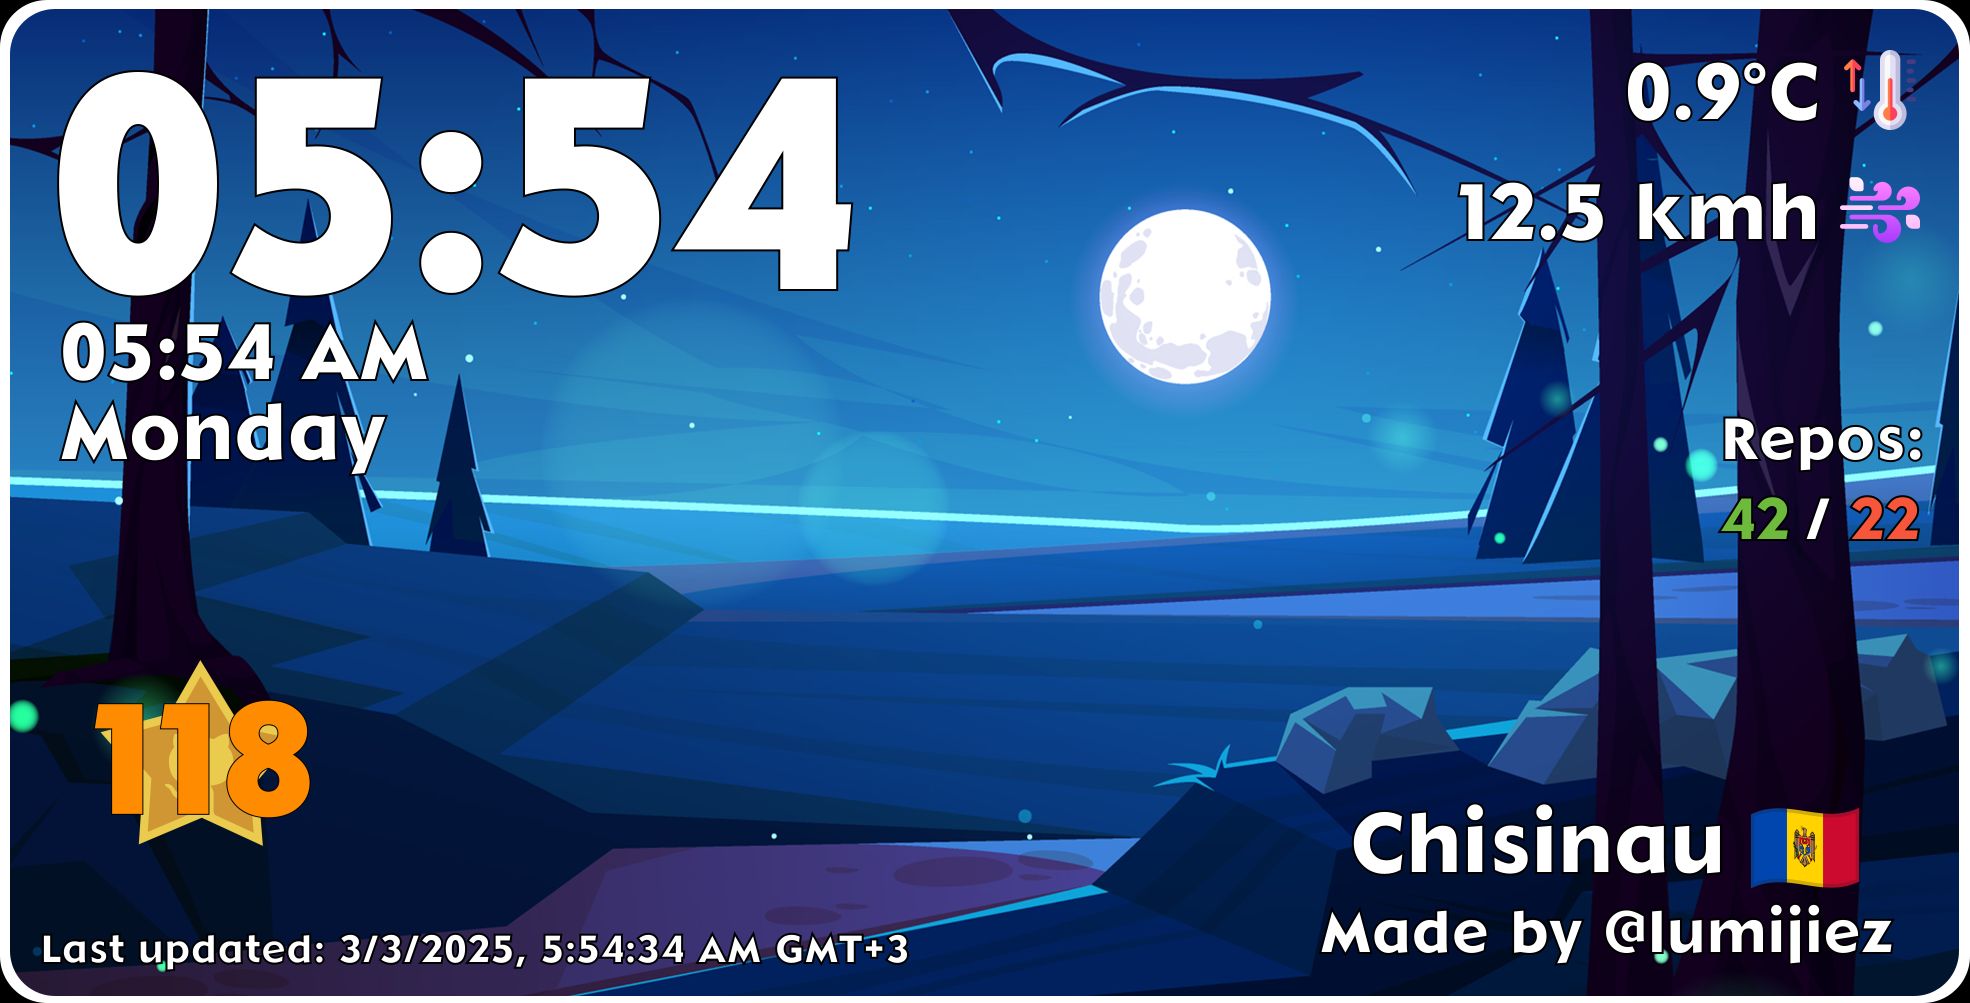 05:54
05:54 AM
Monday
0.9°C
12.5 kmh
Repos:
42 / 22
118
Chisinau
Made by @lumijiez
Last updated: 3/3/2025, 5:54:34 AM GMT+3